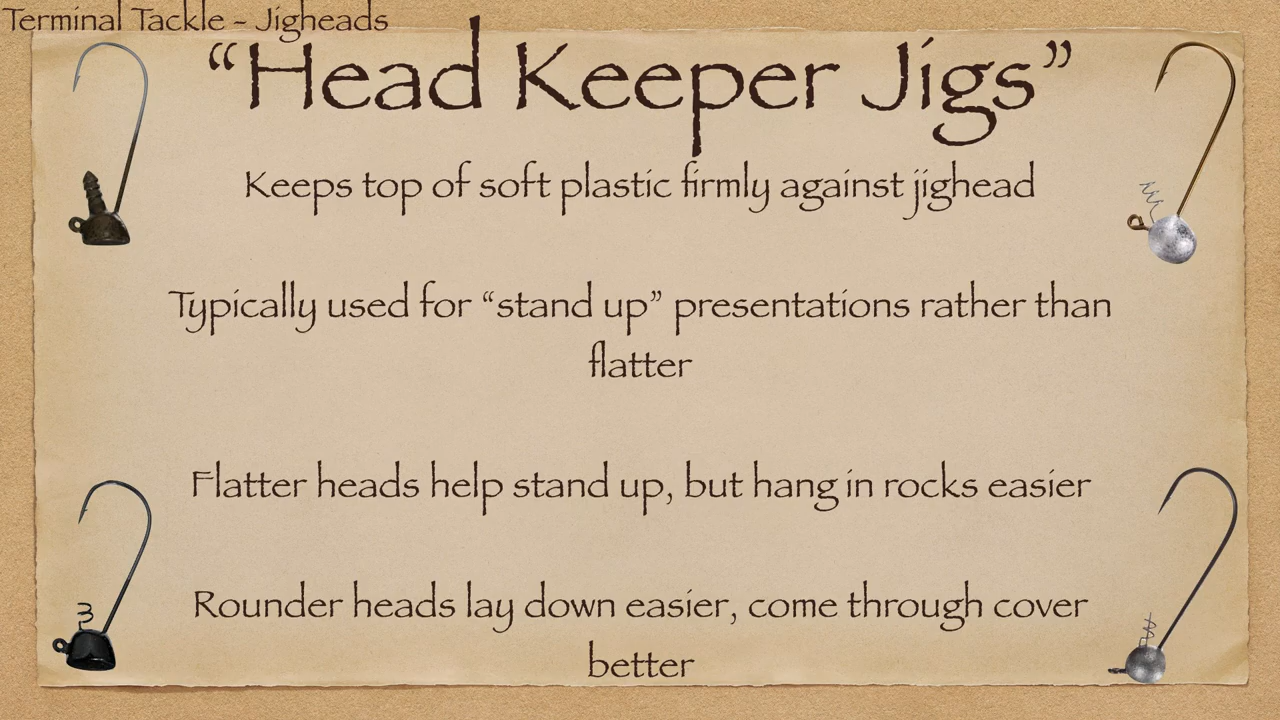 Terminal Tackle - Jigheads
“Head Keeper Jigs”
Keeps top of soft plastic firmly against jighead
Typically used for “stand up” presentations rather than
flatter
Flatter heads help stand up, but hang in rocks easier
Rounder heads lay down easier, come through cover
better